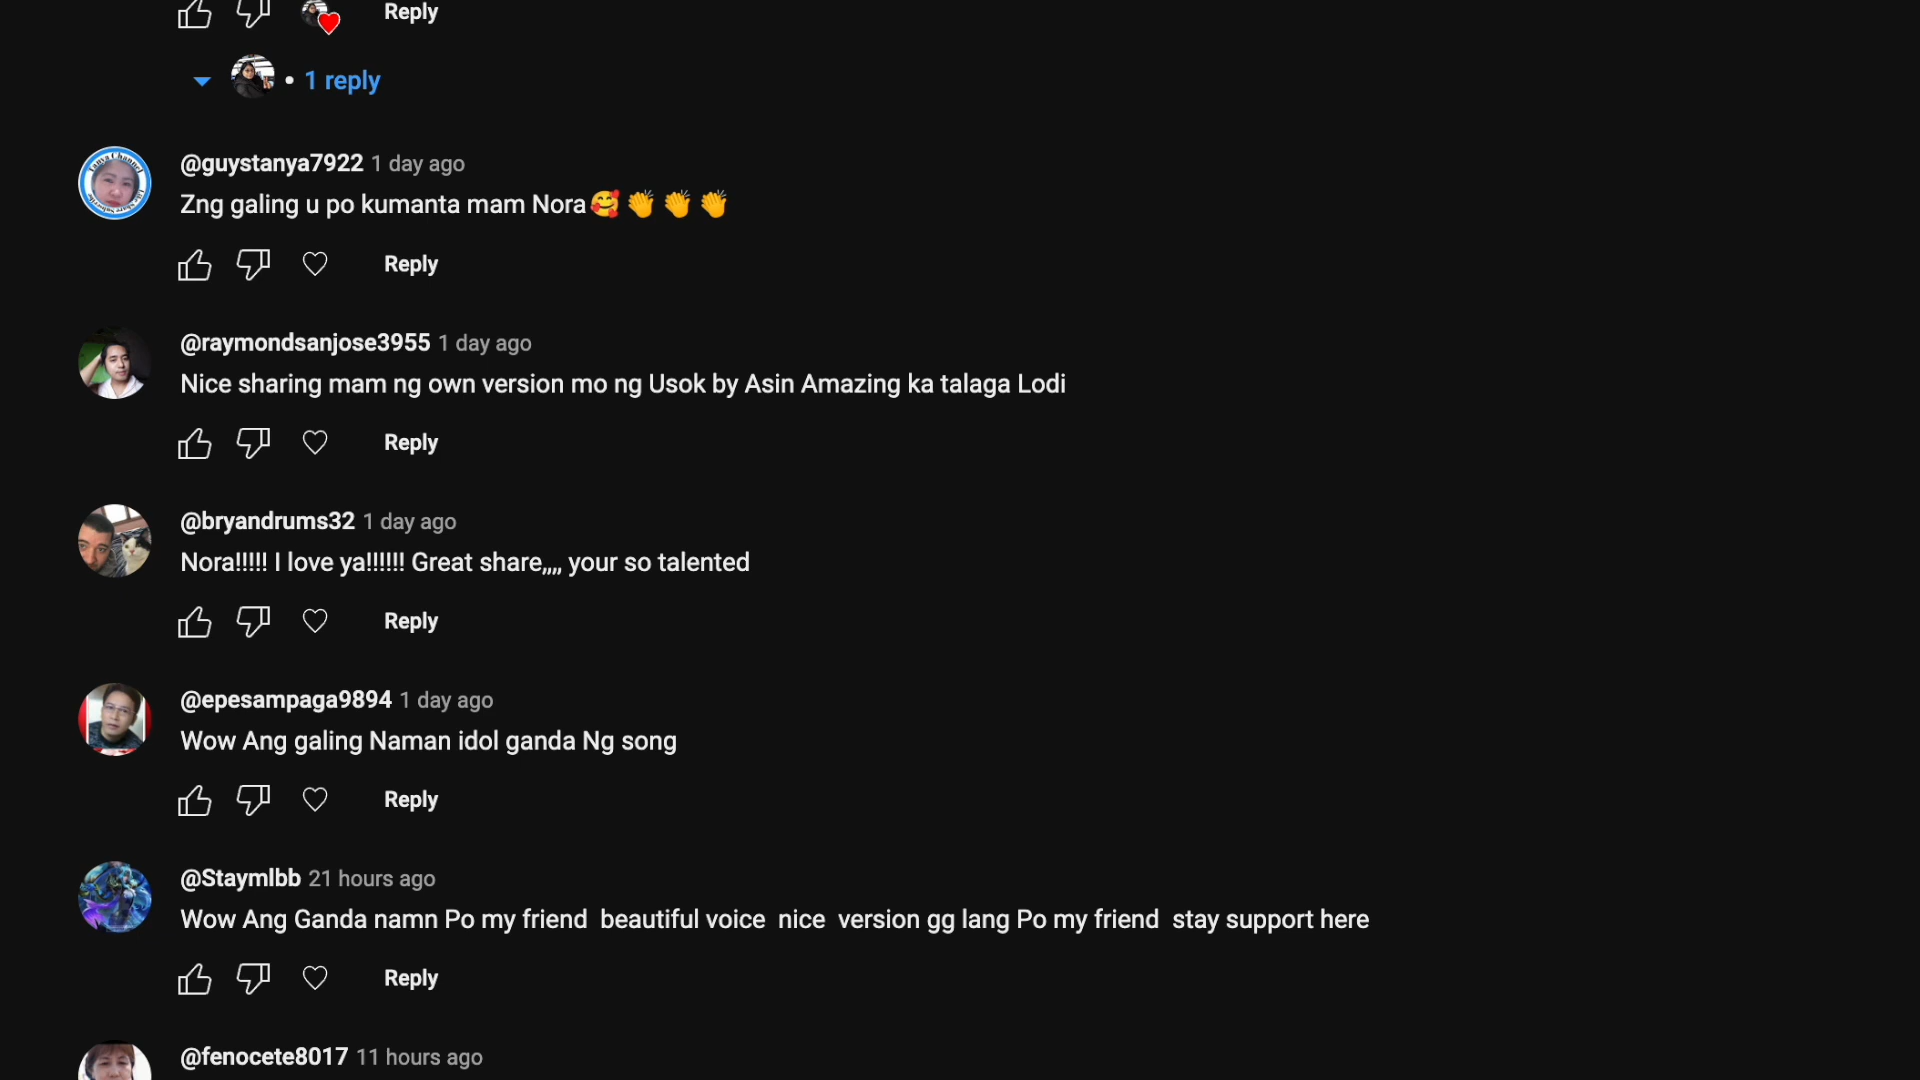 Reply
• 1 reply
@guystanya7922 1 day ago
Zng galing u po kumanta mam Nora🥰👏👏👏
Reply
@raymondsanjose3955 1 day ago
Nice sharing mam ng own version mo ng Usok by Asin Amazing ka talaga Lodi
Reply
@bryandrums32 1 day ago
Nora!!!!! I love ya!!!!!! Great share,,,, your so talented
Reply
@epesampaga9894 1 day ago
Wow Ang galing Naman idol ganda Ng song
Reply
@Staymlbb 21 hours ago
Wow Ang Ganda namn Po my friend  beautiful voice  nice  version gg lang Po my friend  stay support here
Reply
@fenocete8017 11 hours ago